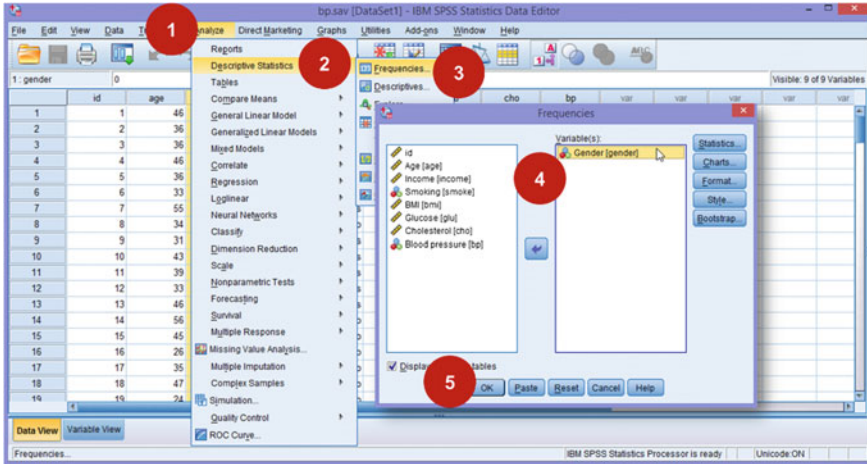 bp.sav [DataSet1] - IBM SPSS Statistics Data Editor
File Edit View Data Analyze Direct Marketing Graphs Utilities Add-ons Window Help
1
1 : gender 0 Visible: 9 of 9 Variables
id age cho bp var var var var var
1 1 46
2 2 36
3 3 36
4 4 46
5 5 36
6 6 33
7 7 55
8 8 34
9 9 31
10 10 43
11 11 39
12 12 33
13 13 46
14 14 56
15 15 45
16 16 26
17 17 35
18 18 47
19 19 24
Reports
Descriptive Statistics
2
Tables
Compare Means
General Linear Model
Generalized Linear Models
Mixed Models
Correlate
Regression
Loglinear
Neural Networks
Classify
Dimension Reduction
Scale
Nonparametric Tests
Forecasting
Survival
Multiple Response
Missing Value Analysis...
Multiple Imputation
Complex Samples
Simulation...
Quality Control
ROC Curve...
Frequencies...
3
Descriptives...
Frequencies
id
Age [age]
Income [income]
Smoking [smoke]
BMI [bmi]
Glucose [glu]
Cholesterol [cho]
Blood pressure [bp]
4
Variable(s):
Gender [gender]
Statistics...
Charts...
Format...
Style...
Bootstrap...
Display tables
5
OK Paste Reset Cancel Help
Data View Variable View
Frequencies... IBM SPSS Statistics Processor is ready Unicode:ON